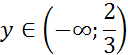 y ∈ (−∞; 2/3)